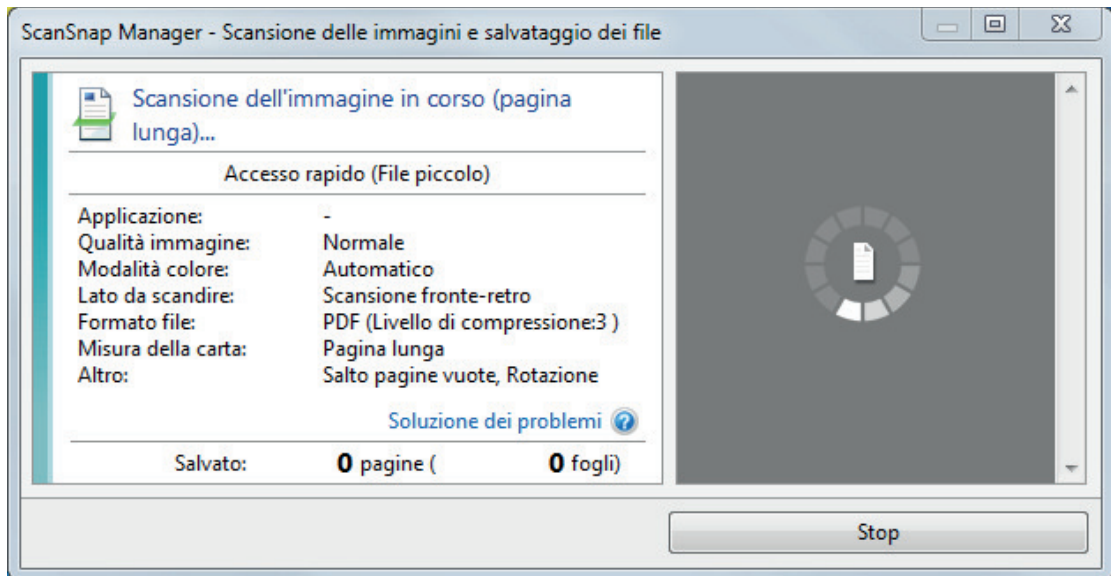 ScanSnap Manager - Scansione delle immagini e salvataggio dei file
Scansione dell'immagine in corso (pagina
lunga)...
Accesso rapido (File piccolo)
Applicazione: -
Qualità immagine: Normale
Modalità colore: Automatico
Lato da scandire: Scansione fronte-retro
Formato file: PDF (Livello di compressione:3 )
Misura della carta: Pagina lunga
Altro: Salto pagine vuote, Rotazione
Soluzione dei problemi ?
Salvato: 0 pagine ( 0 fogli)
Stop